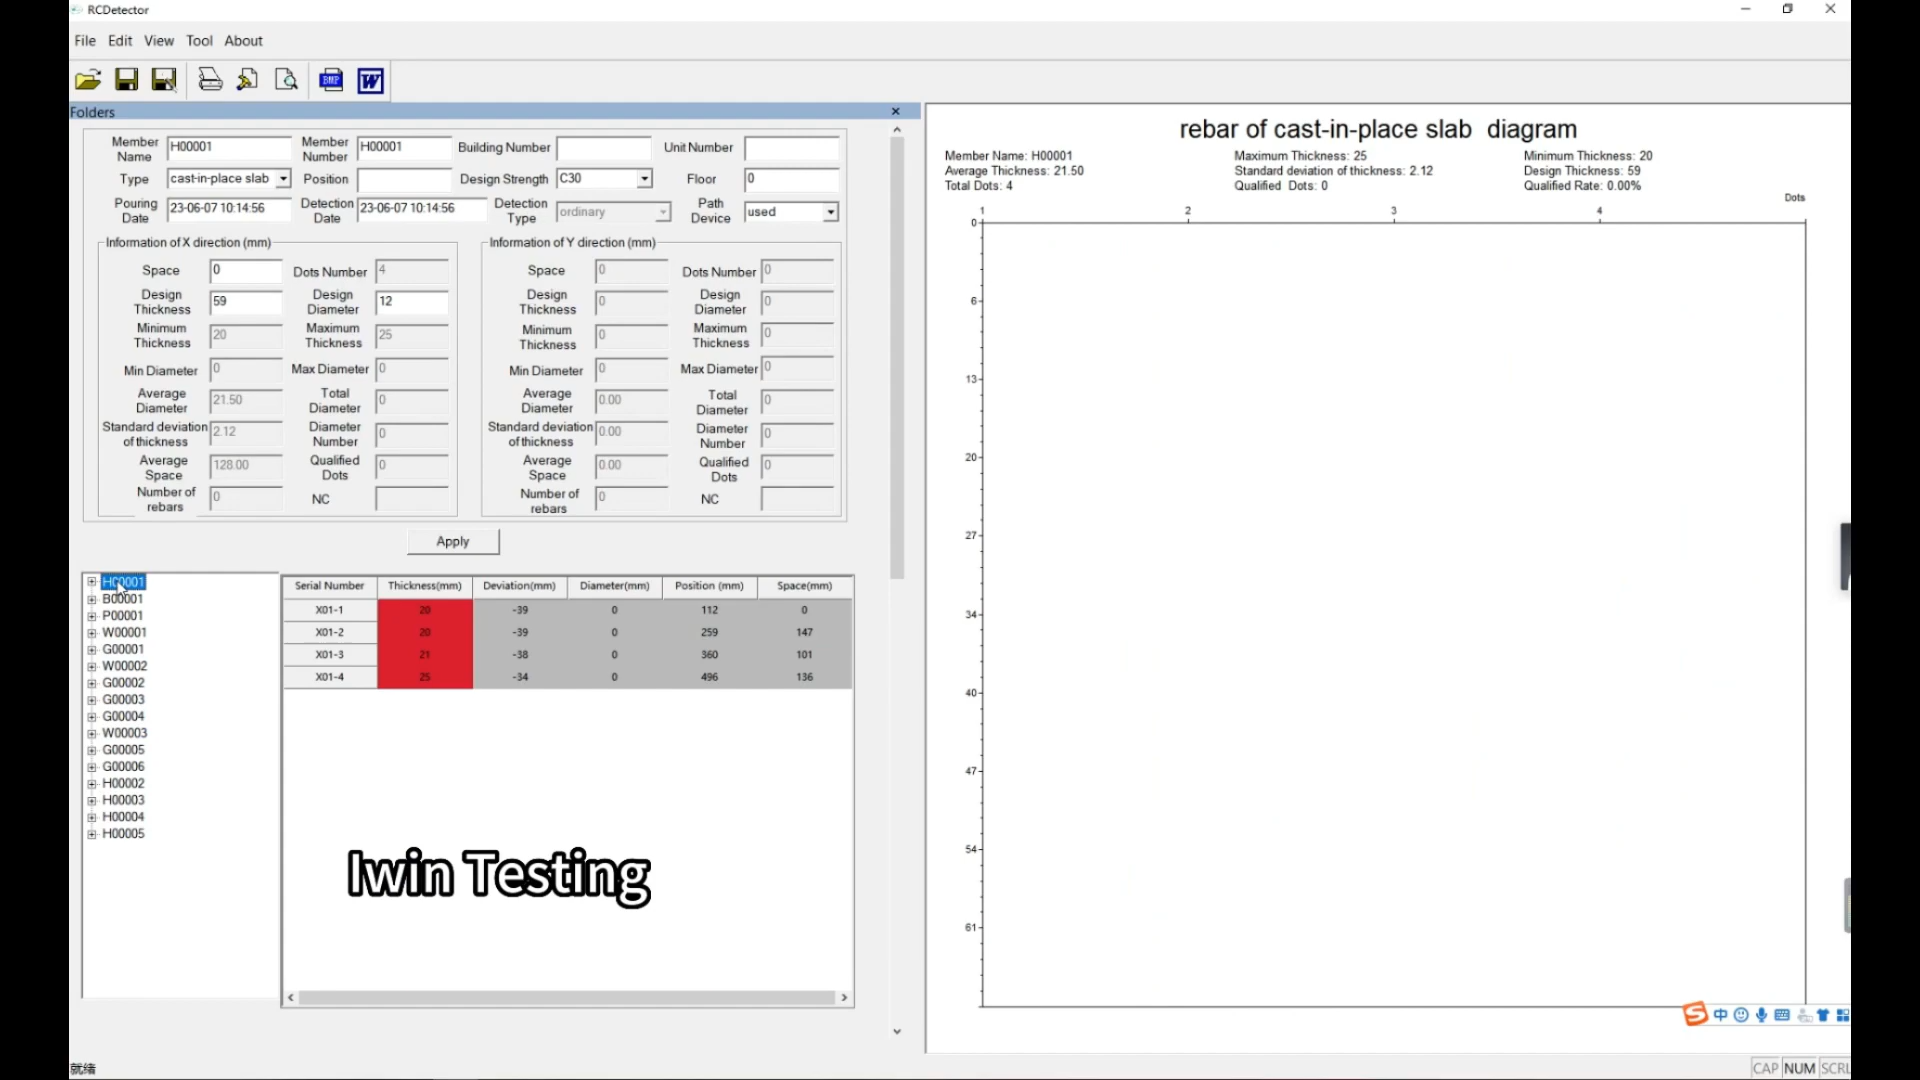 RCDetector
File Edit View Tool About
BMP W
Folders
Member Name H00001 Member Number H00001 Building Number Unit Number
Type cast-in-place slab Position Design Strength C30 Floor 0
Pouring Date 23-06-07 10:14:56 Detection Date 23-06-07 10:14:56 Detection Type ordinary Path Device used
Information of X direction (mm)
Space 0 Dots Number 4
Design Thickness 59 Design Diameter 12
Minimum Thickness 20 Maximum Thickness 25
Min Diameter 0 Max Diameter 0
Average Diameter 21.50 Total Diameter 0
Standard deviation of thickness 2.12 Diameter Number 0
Average Space 128.00 Qualified Dots 0
Number of rebars 0 NC
Information of Y direction (mm)
Space 0 Dots Number 0
Design Thickness 0 Design Diameter 0
Minimum Thickness 0 Maximum Thickness 0
Min Diameter 0 Max Diameter 0
Average Diameter 0.00 Total Diameter 0
Standard deviation of thickness 0.00 Diameter Number 0
Average Space 0.00 Qualified Dots 0
Number of rebars 0 NC
Apply
H00001
B00001
P00001
W00001
G00001
W00002
G00002
G00003
G00004
W00003
G00005
G00006
H00002
H00003
H00004
H00005
Serial Number Thickness(mm) Deviation(mm) Diameter(mm) Position (mm) Space(mm)
X01-1 20 -39 0 112 0
X01-2 20 -39 0 259 147
X01-3 21 -38 0 360 101
X01-4 25 -34 0 496 136
Iwin Testing
rebar of cast-in-place slab diagram
Member Name: H00001 Maximum Thickness: 25 Minimum Thickness: 20
Average Thickness: 21.50 Standard deviation of thickness: 2.12 Design Thickness: 59
Total Dots: 4 Qualified Dots: 0 Qualified Rate: 0.00%
Dots
1 2 3 4
0
6
13
20
27
34
40
47
54
61
S 中
就绪
CAP NUM SCRL